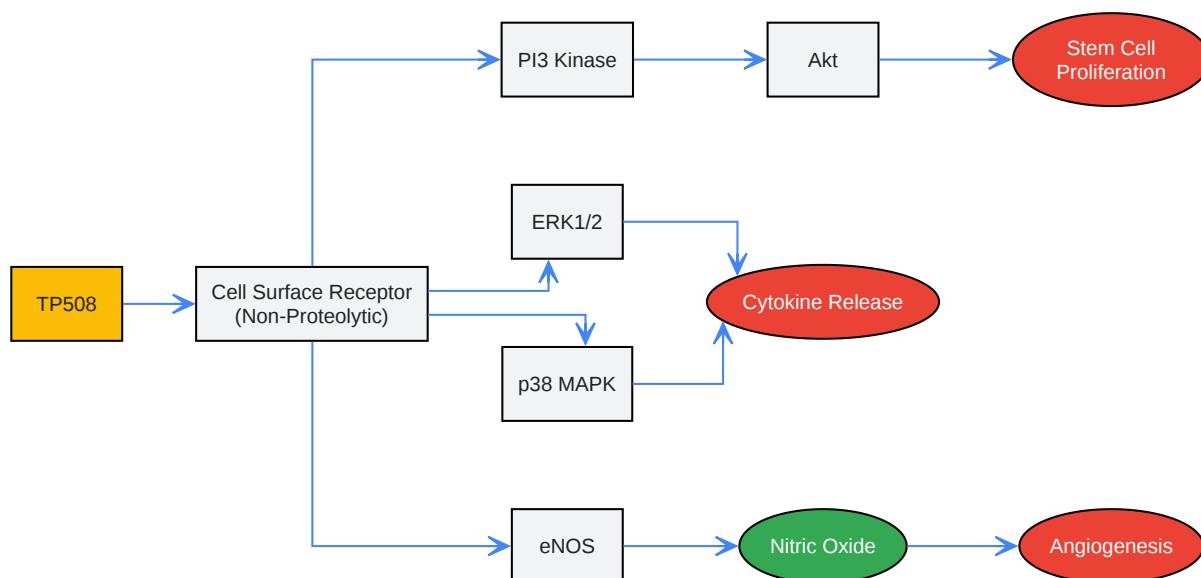 PI3 Kinase
Akt
Stem Cell
Proliferation
ERK1/2
TP508
Cell Surface Receptor
(Non-Proteolytic)
Cytokine Release
p38 MAPK
eNOS
Nitric Oxide
Angiogenesis